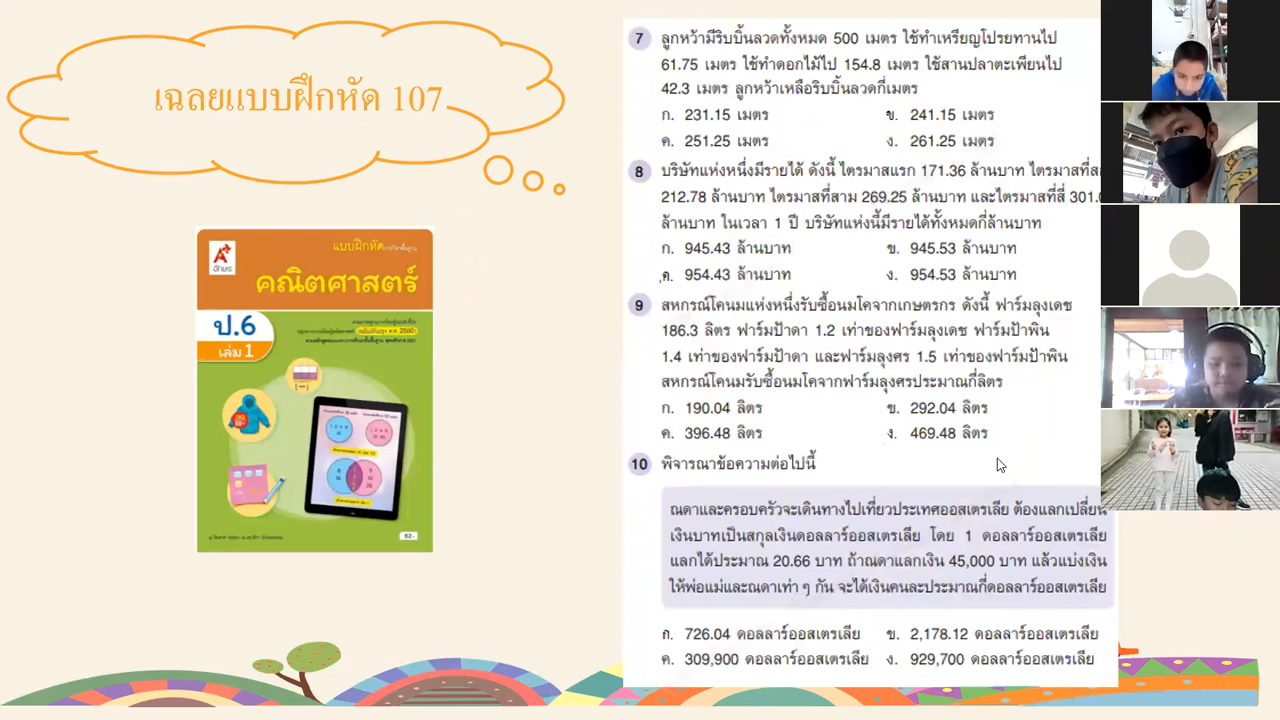 เฉลยแบบฝึกหัด 107
แบบฝึกหัด
อักษร
คณิตศาสตร์
ป.6
เล่ม 1
62.-
7 ลูกหว้ามีริบบิ้นลวดทั้งหมด 500 เมตร ใช้ทำเหรียญโปรยทานไป
61.75 เมตร ใช้ทำดอกไม้ไป 154.8 เมตร ใช้สานปลาตะเพียนไป
42.3 เมตร ลูกหว้าเหลือริบบิ้นลวดกี่เมตร
ก. 231.15 เมตร ข. 241.15 เมตร
ค. 251.25 เมตร ง. 261.25 เมตร
8 บริษัทแห่งหนึ่งมีรายได้ ดังนี้ ไตรมาสแรก 171.36 ล้านบาท
212.78 ล้านบาท ไตรมาสที่สาม 269.25 ล้านบาท และไตรมาสที่สี่
ล้านบาท ในเวลา 1 ปี บริษัทแห่งนี้มีรายได้ทั้งหมดกี่ล้านบาท
ก. 945.43 ล้านบาท ข. 945.53 ล้านบาท
ค. 954.43 ล้านบาท ง. 954.53 ล้านบาท
9 สหกรณ์โคนมแห่งหนึ่งรับซื้อนมโคจากเกษตรกร ดังนี้ ฟาร์มลุงเดช
186.3 ลิตร ฟาร์มป้าดา 1.2 เท่าของฟาร์มลุงเดช ฟาร์มป้าพิน
1.4 เท่าของฟาร์มป้าดา และฟาร์มลุงศร 1.5 เท่าของฟาร์มป้าพิน
สหกรณ์โคนมรับซื้อนมโคจากฟาร์มลุงศรประมาณกี่ลิตร
ก. 190.04 ลิตร ข. 292.04 ลิตร
ค. 396.48 ลิตร ง. 469.48 ลิตร
10 พิจารณาข้อความต่อไปนี้
ณดาและครอบครัวจะเดินทางไปเที่ยวประเทศออสเตรเลีย ต้องแลกเปลี่ยน
เงินบาทเป็นสกุลเงินดอลลาร์ออสเตรเลีย โดย 1 ดอลลาร์ออสเตรเลีย
แลกได้ประมาณ 20.66 บาท ถ้าณดาแลกเงิน 45,000 บาท แล้วแบ่งเงิน
ให้พ่อแม่และณดาเท่า ๆ กัน จะได้เงินคนละประมาณกี่ดอลลาร์ออสเตรเลีย
ก. 726.04 ดอลลาร์ออสเตรเลีย ข. 2,178.12 ดอลลาร์ออสเตรเลีย
ค. 309,900 ดอลลาร์ออสเตรเลีย ง. 929,700 ดอลลาร์ออสเตรเลีย